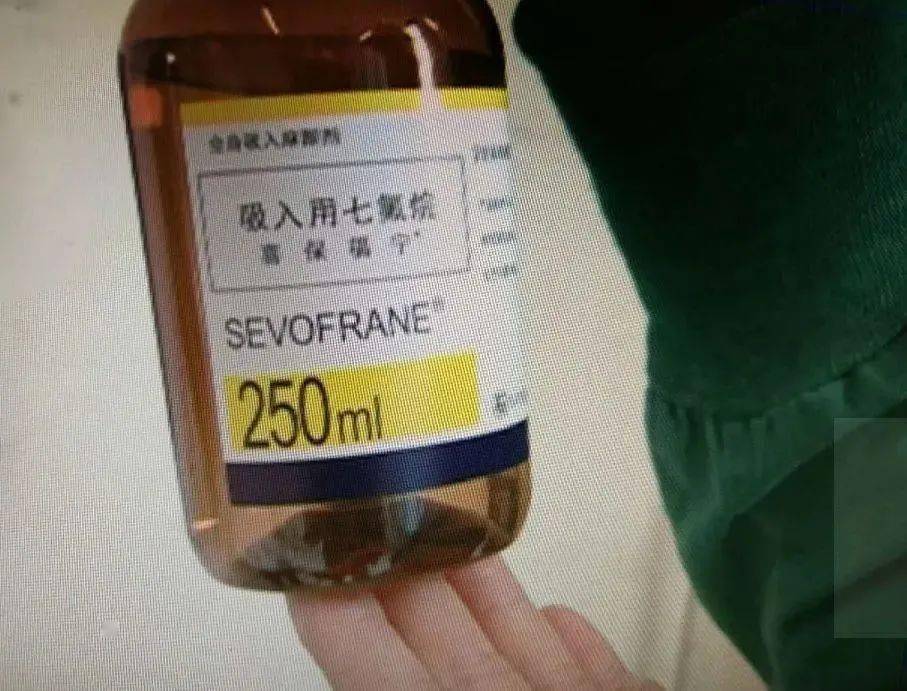 全身吸入麻醉剂
吸入用七氟烷
喜保福宁*
SEVOFRANE®
250ml